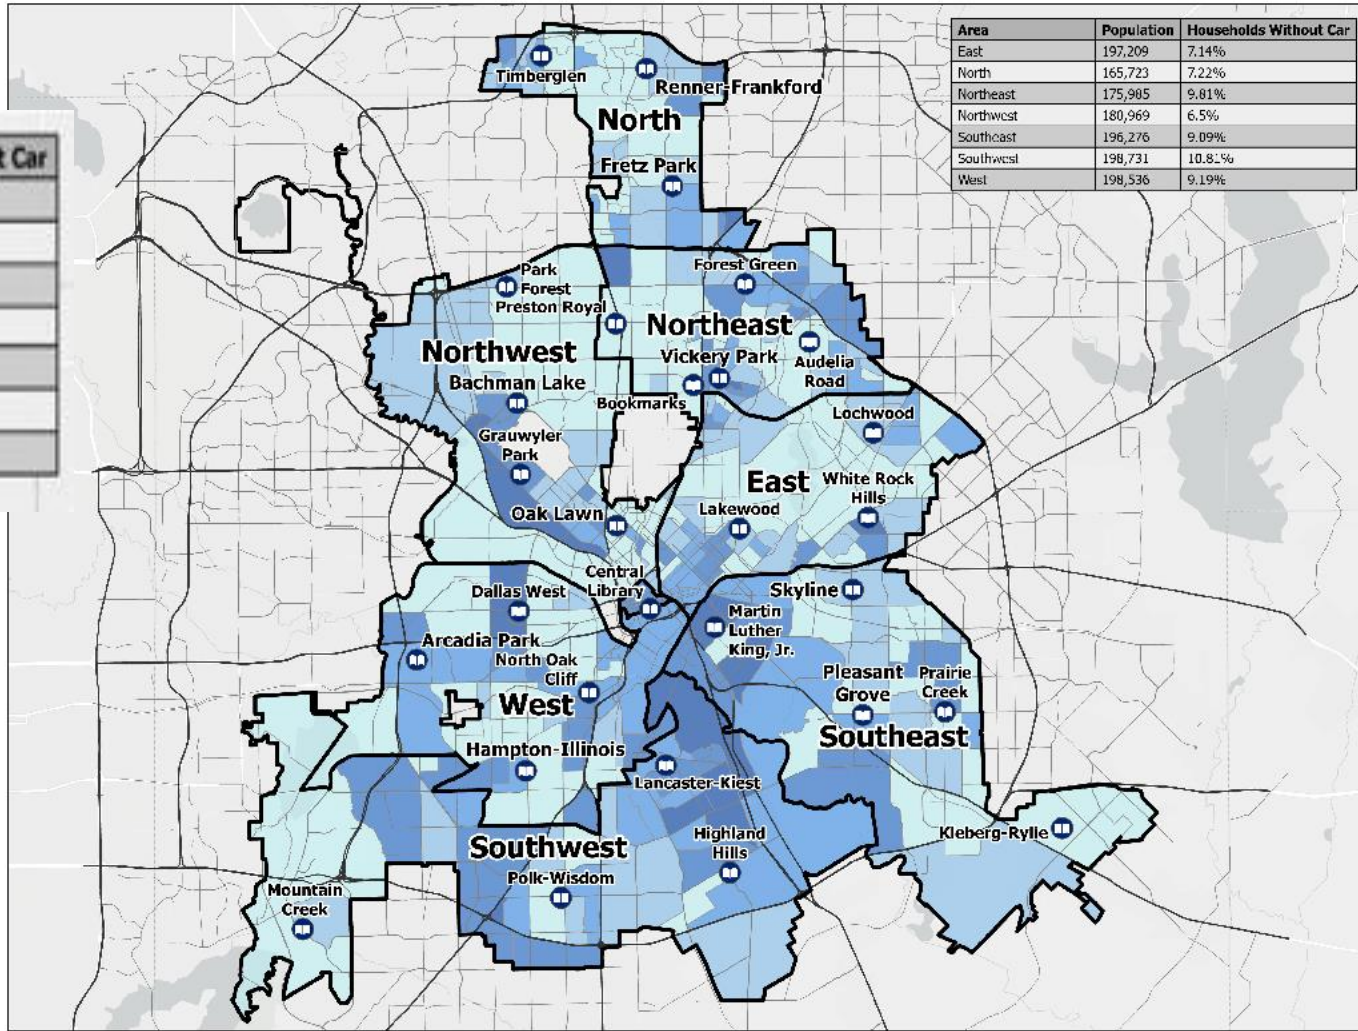 Area Population Households Without Car
East 197,209 7.14%
North 165,723 7.22%
Northeast 175,985 9.81%
Northwest 180,969 6.5%
Southeast 196,276 9.09%
Southwest 198,731 10.81%
West 198,536 9.19%
t Car
Timberglen
Renner-Frankford
North
Fretz Park
Park
Forest
Preston Royal
Forest Green
Northeast
Northwest
Vickery Park
Audelia
Road
Bachman Lake
Bookmarks
Lochwood
Grauwyler
Park
East
White Rock
Hills
Oak Lawn
Lakewood
Central
Library
Dallas West
Skyline
Martin
Luther
King, Jr.
Arcadia Park
North Oak
Cliff
Pleasant
Grove
Prairie
Creek
West
Southeast
Hampton-Illinois
Lancaster-Kiest
Highland
Hills
Kleberg-Rylie
Southwest
Polk-Wisdom
Mountain
Creek